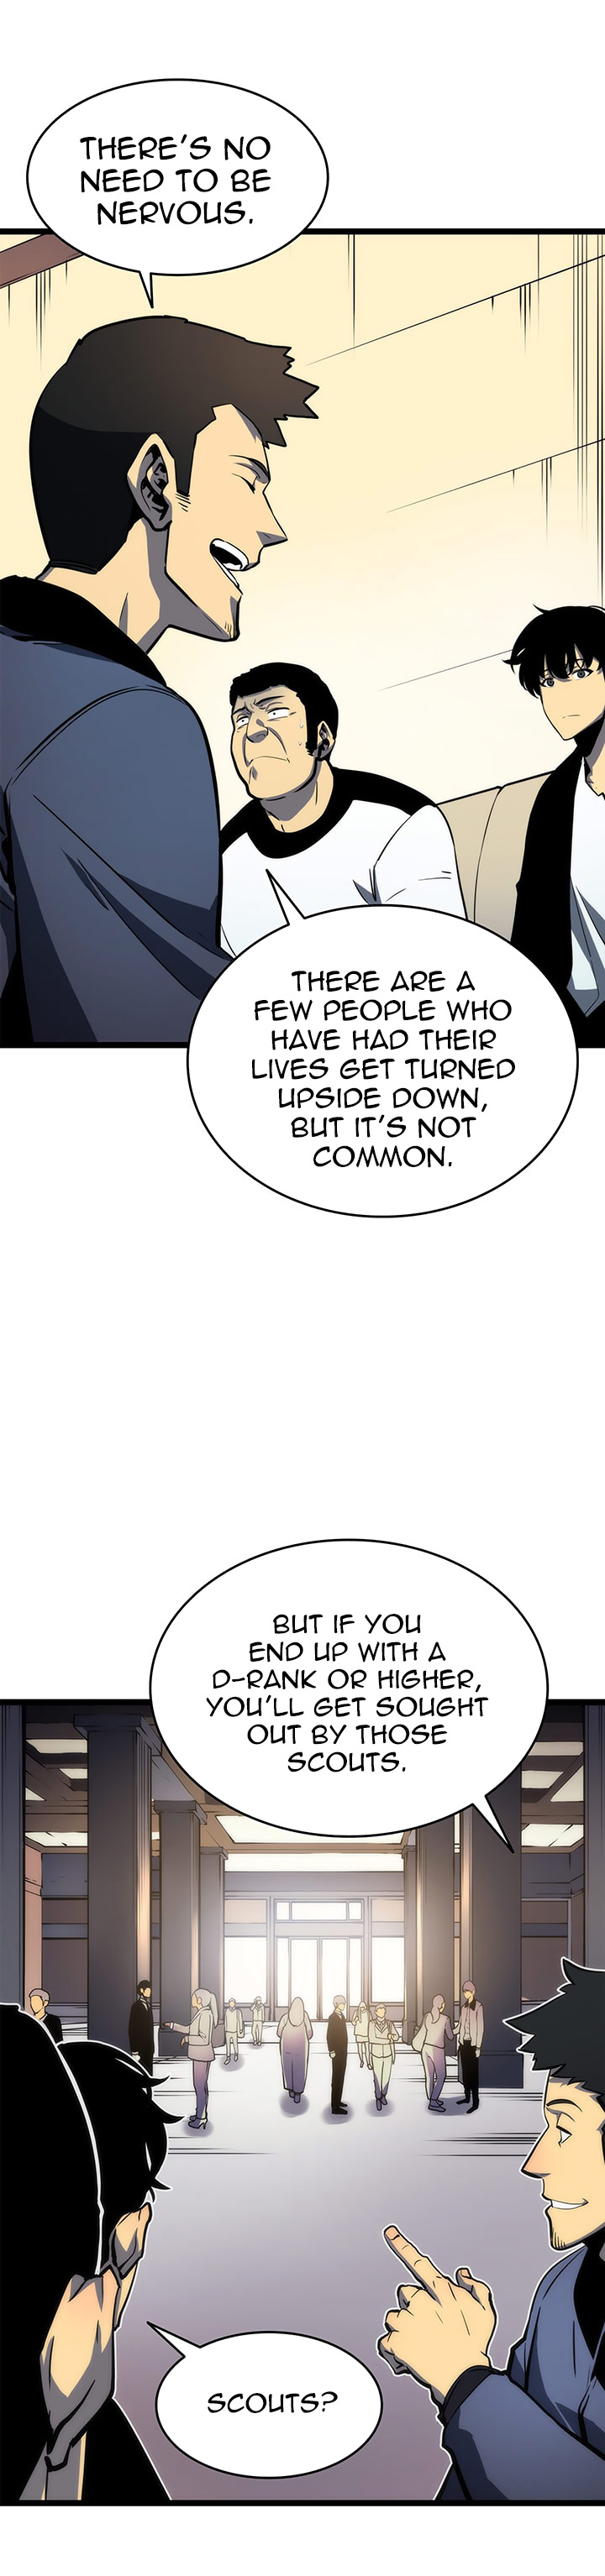 THERE'S NO
NEED TO BE
NERVOUS.
THERE ARE A
FEW PEOPLE WHO
HAVE HAD THEIR
LIVES GET TURNED
UPSIDE DOWN,
BUT IT'S NOT
COMMON.
BUT IF YOU
END UP WITH A
D-RANK OR HIGHER,
YOU'LL GET SOUGHT
OUT BY THOSE
SCOUTS.
SCOUTS?